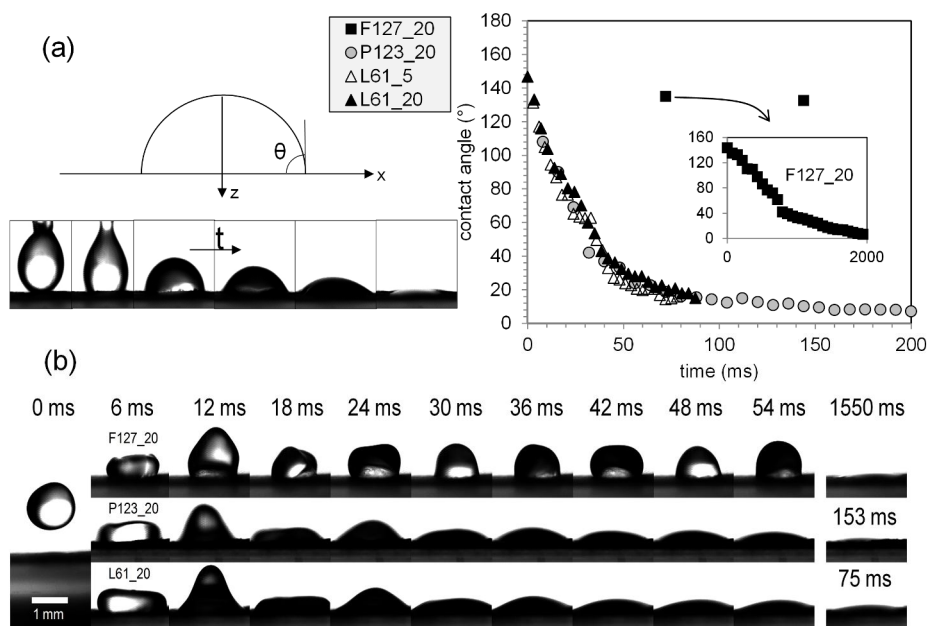 (a)
F127_20
P123_20
L61_5
L61_20
θ
x
z
t
contact angle (°)
180
160
140
120
100
80
60
40
20
0
0 50 100 150 200
time (ms)
160
120
80
40
0
0 2000
F127_20
(b)
0 ms 6 ms 12 ms 18 ms 24 ms 30 ms 36 ms 42 ms 48 ms 54 ms 1550 ms
F127_20
P123_20
153 ms
L61_20
75 ms
1 mm